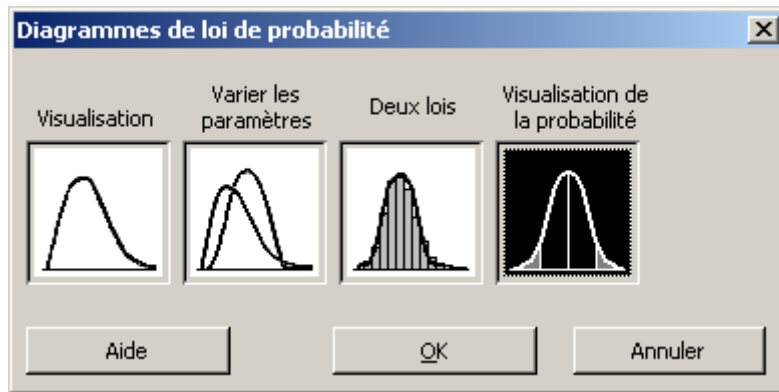 Diagrammes de loi de probabilité
Visualisation
Varier les
paramètres
Deux lois
Visualisation de
la probabilité
Aide
OK
Annuler